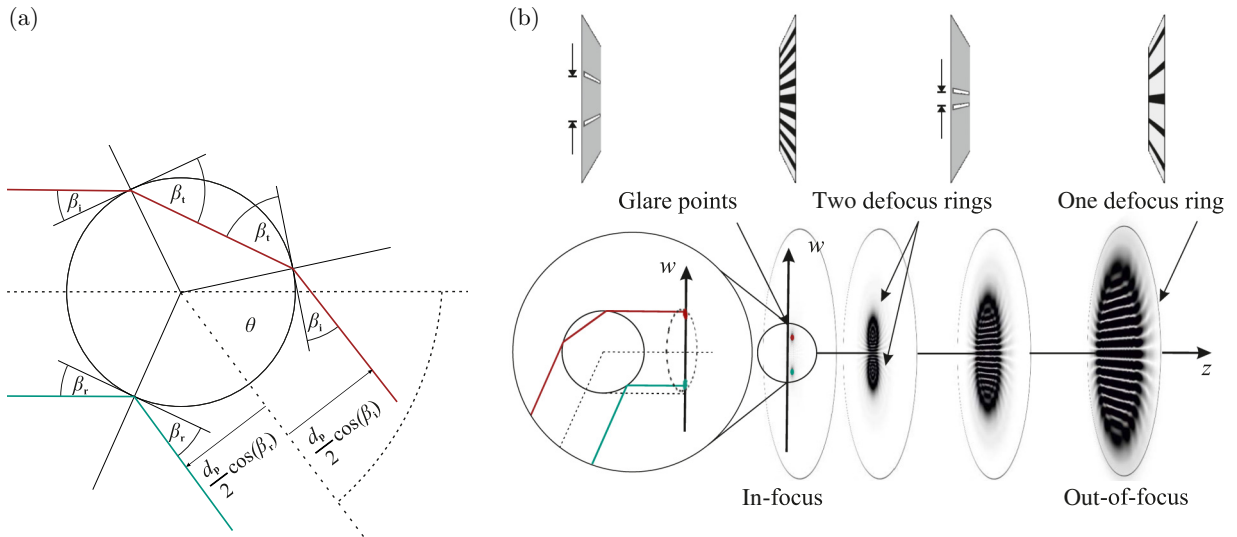 (a)
βi
βt
βt
θ
βi
βr
βr
dp/2 cos(βr)
dp/2 cos(βi)
(b)
Glare points
Two defocus rings
One defocus ring
w
w
z
In-focus
Out-of-focus